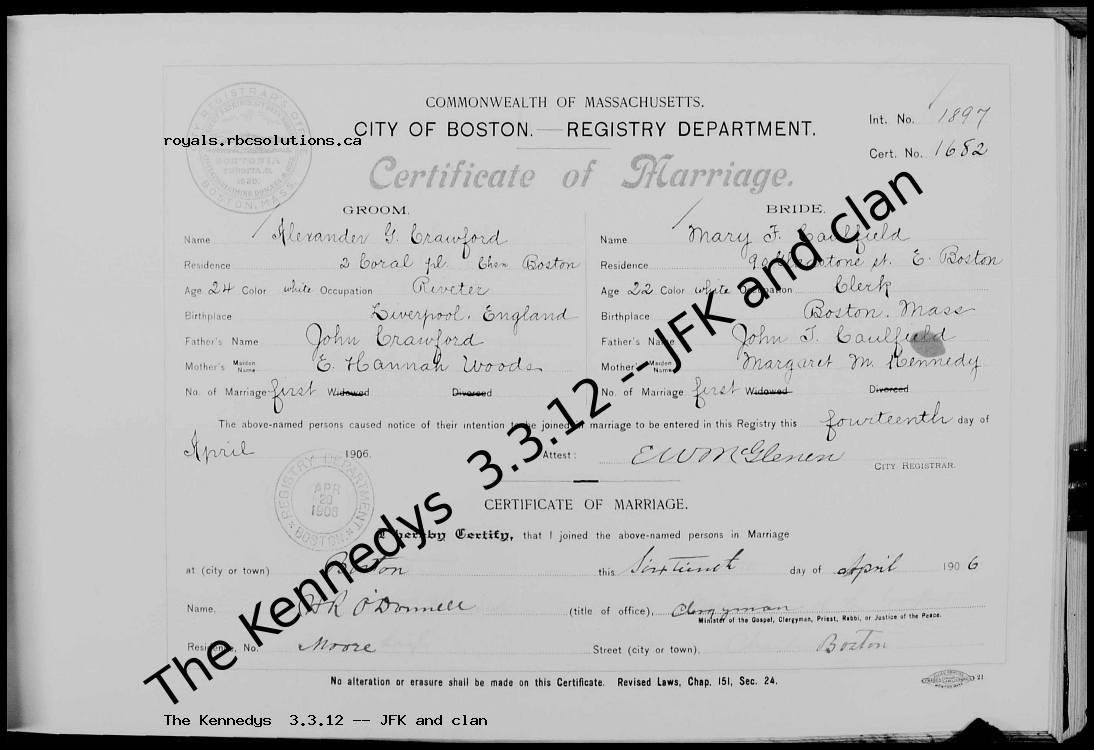 COMMONWEALTH OF MASSACHUSETTS.
Int. No. 1897
CITY OF BOSTON. — REGISTRY DEPARTMENT.
royals.rbcsolutions.ca
Cert. No. 1682
Certificate of Marriage.
GROOM. BRIDE.
Name Alexander G. Crawford Name Mary F. Caulfield
Residence 2 Coral pl. Chsn Boston Residence st. E. Boston
Age 24 Color white Occupation Riveter Age 22 Color white Occupation Clerk
Birthplace Liverpool. England Birthplace Boston. Mass
Father's Name John Crawford Father's Name John T. Caulfield
Mother's Maiden Name E. Hannah Woods Mother's Maiden Name Margaret M. Kennedy
No. of Marriage first Widowed Divorced No. of Marriage first Widowed Divorced
The above-named persons caused notice of their intention to be joined in marriage to be entered in this Registry this fourteenth day of
April 1906. Attest: E W McGlenen
CITY REGISTRAR.
REGISTRY DEPARTMENT
APR
20
1906
BOSTON
CERTIFICATE OF MARRIAGE.
I hereby Certify, that I joined the above-named persons in Marriage
at (city or town) Boston this Sixteenth day of April 1906
Name, O'Donnell (title of office), Clergyman
Minister of the Gospel, Clergyman, Priest, Rabbi, or Justice of the Peace.
Residence, No. Moore Street (city or town), Boston
No alteration or erasure shall be made on this Certificate. Revised Laws, Chap. 151, Sec. 24.
21
The Kennedys 3.3.12 -- JFK and clan
The Kennedys 3.3.12 -- JFK and clan